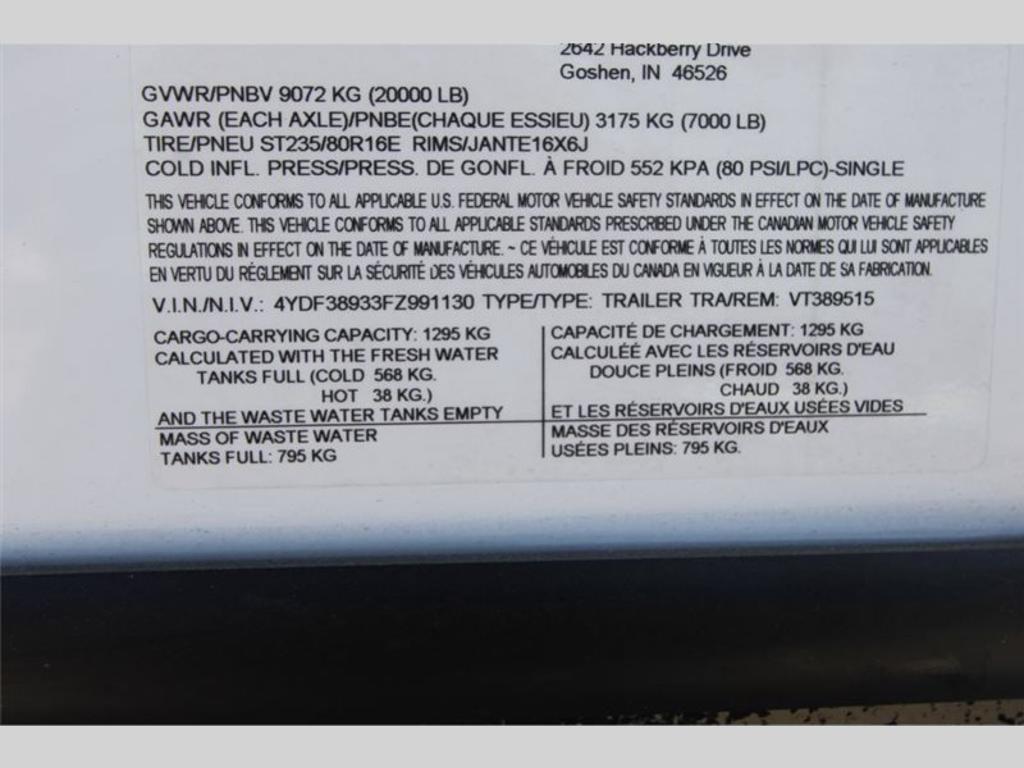 2642 Hackberry Drive
Goshen, IN 46526
GVWR/PNBV 9072 KG (20000 LB)
GAWR (EACH AXLE)/PNBE(CHAQUE ESSIEU) 3175 KG (7000 LB)
TIRE/PNEU ST235/80R16E RIMS/JANTE16X6J
COLD INFL. PRESS/PRESS. DE GONFL. À FROID 552 KPA (80 PSI/LPC)-SINGLE
THIS VEHICLE CONFORMS TO ALL APPLICABLE U.S. FEDERAL MOTOR VEHICLE SAFETY STANDARDS IN EFFECT ON THE DATE OF MANUFACTURE
SHOWN ABOVE. THIS VEHICLE CONFORMS TO ALL APPLICABLE STANDARDS PRESCRIBED UNDER THE CANADIAN MOTOR VEHICLE SAFETY
REGULATIONS IN EFFECT ON THE DATE OF MANUFACTURE. ~ CE VÉHICULE EST CONFORME À TOUTES LES NORMES QUI LUI SONT APPLICABLES
EN VERTU DU RÉGLEMENT SUR LA SÉCURITÉ DES VÉHICULES AUTOMOBILES DU CANADA EN VIGUEUR À LA DATE DE SA FABRICATION.
V.I.N./N.I.V.: 4YDF38933FZ991130 TYPE/TYPE: TRAILER TRA/REM: VT389515
CARGO-CARRYING CAPACITY: 1295 KG
CALCULATED WITH THE FRESH WATER
TANKS FULL (COLD 568 KG.
HOT 38 KG.)
AND THE WASTE WATER TANKS EMPTY
MASS OF WASTE WATER
TANKS FULL: 795 KG
CAPACITÉ DE CHARGEMENT: 1295 KG
CALCULÉE AVEC LES RÉSERVOIRS D'EAU
DOUCE PLEINS (FROID 568 KG.
CHAUD 38 KG.)
ET LES RÉSERVOIRS D'EAUX USÉES VIDES
MASSE DES RÉSERVOIRS D'EAUX
USÉES PLEINS: 795 KG.